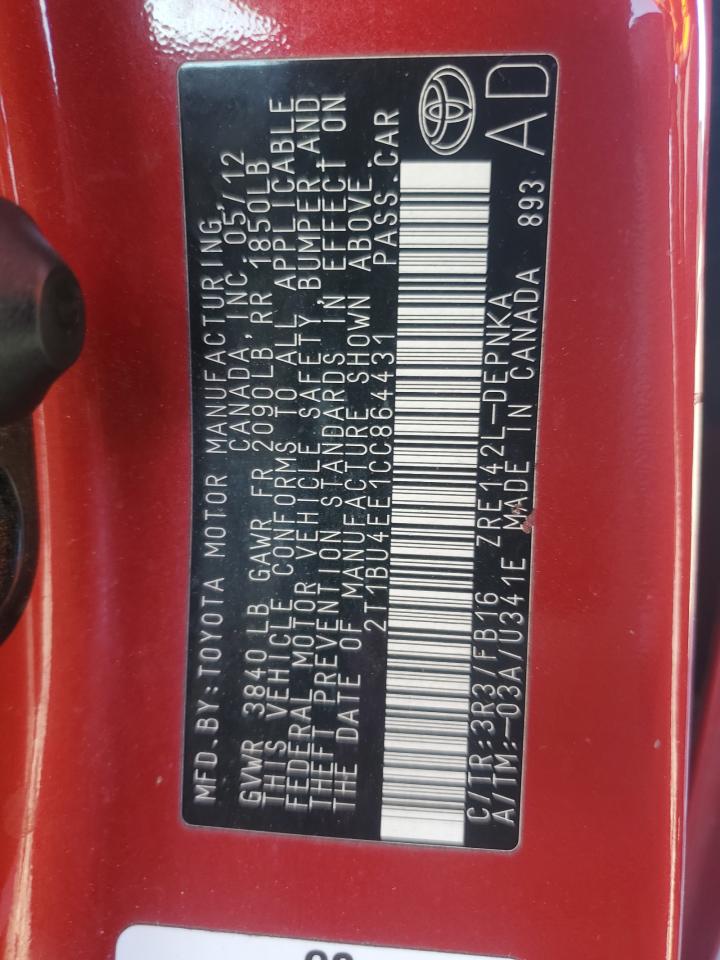 MFD.BY:TOYOTA MOTOR MANUFACTURING,
CANADA, INC. 05/12
GVWR 3840LB GAWR FR 2090LB RR 1850LB
THIS VEHICLE CONFORMS TO ALL APPLICABLE
FEDERAL MOTOR VEHICLE SAFETY, BUMPER AND
THEFT PREVENTION STANDARDS IN EFFECT ON
THE DATE OF MANUFACTURE SHOWN ABOVE.
2T1BU4EE1CC864431 PASS.CAR
C/TR:3R3/FB16 ZRE142L-DEPNKA
A/TM:-03A/U341E MADE IN CANADA 893 AD